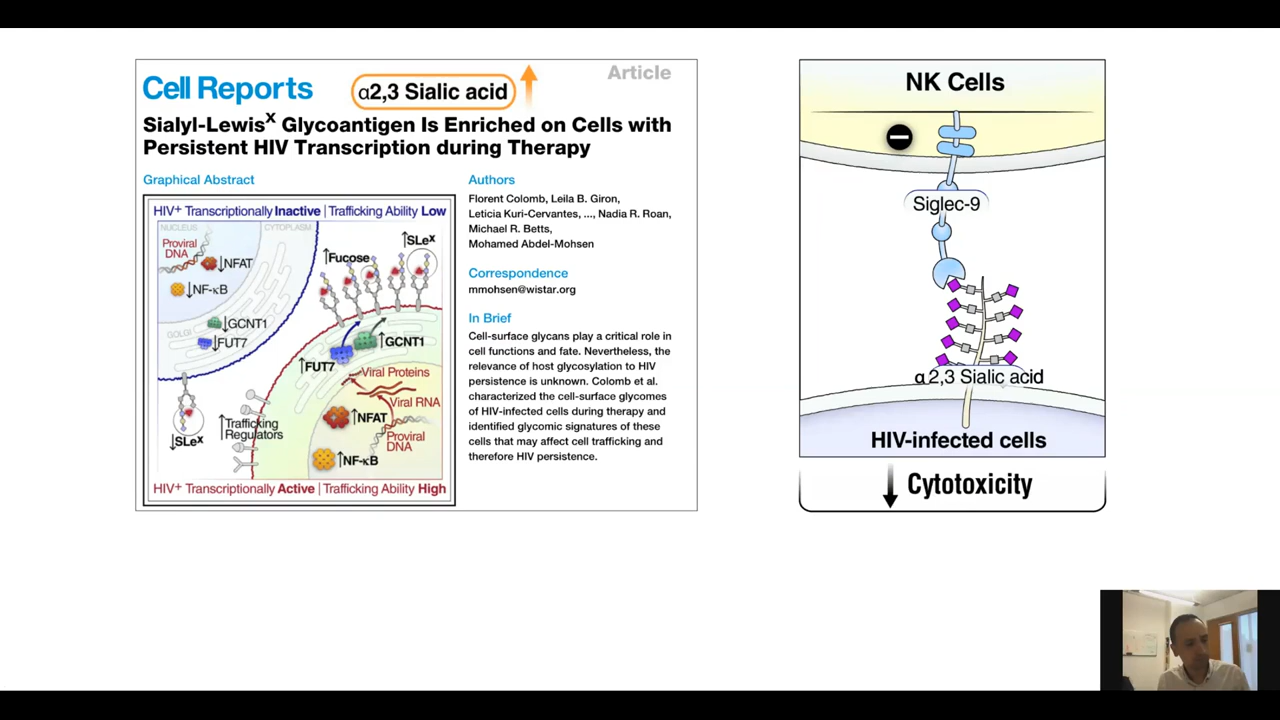 Cell Reports
α2,3 Sialic acid
Article
Sialyl-Lewisˣ Glycoantigen Is Enriched on Cells with
Persistent HIV Transcription during Therapy
Graphical Abstract
HIV⁺ Transcriptionally Inactive | Trafficking Ability Low
NUCLEUS
CYTOPLASM
Proviral
DNA
↓NFAT
↓NF-κB
GOLGI
↓GCNT1
↓FUT7
↓SLeˣ
↑Fucose
↑SLeˣ
↑GCNT1
↑FUT7
Viral Proteins
Viral RNA
↑NFAT
Proviral
DNA
↑NF-κB
↑Trafficking
Regulators
HIV⁺ Transcriptionally Active | Trafficking Ability High
Authors
Florent Colomb, Leila B. Giron,
Leticia Kuri-Cervantes, ..., Nadia R. Roan,
Michael R. Betts,
Mohamed Abdel-Mohsen
Correspondence
mmohsen@wistar.org
In Brief
Cell-surface glycans play a critical role in
cell functions and fate. Nevertheless, the
relevance of host glycosylation to HIV
persistence is unknown. Colomb et al.
characterized the cell-surface glycomes
of HIV-infected cells during therapy and
identified glycomic signatures of these
cells that may affect cell trafficking and
therefore HIV persistence.
NK Cells
Siglec-9
α2,3 Sialic acid
HIV-infected cells
↓ Cytotoxicity